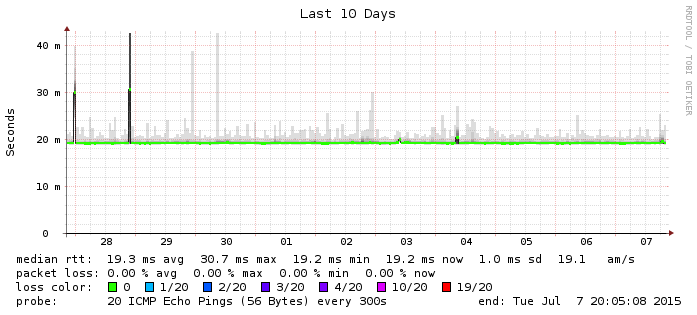 Last 10 Days
RRDTOOL / TOBI OETIKER
Seconds
40 m
30 m
20 m
10 m
0
28 29 30 01 02 03 04 05 06 07
median rtt: 19.3 ms avg 30.7 ms max 19.2 ms min 19.2 ms now 1.0 ms sd 19.1 am/s
packet loss: 0.00 % avg 0.00 % max 0.00 % min 0.00 % now
loss color: 0 1/20 2/20 3/20 4/20 10/20 19/20
probe: 20 ICMP Echo Pings (56 Bytes) every 300s end: Tue Jul 7 20:05:08 2015